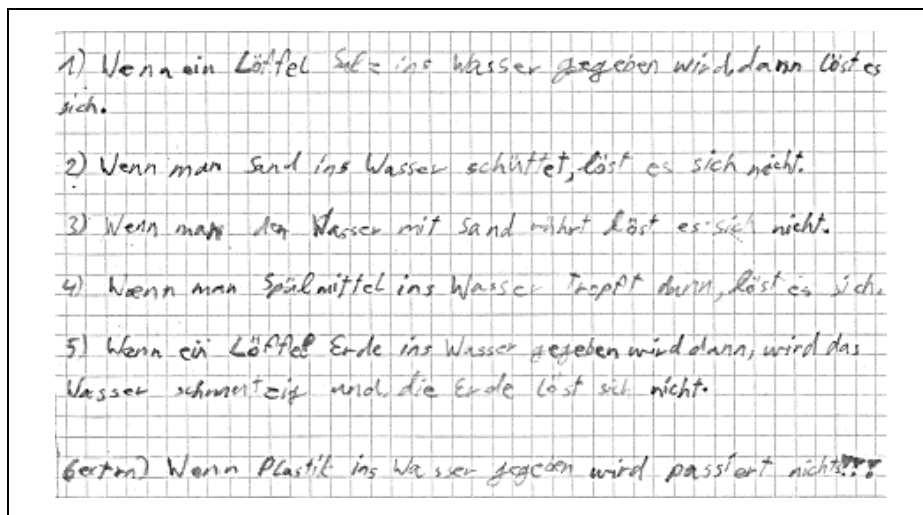 1) Wenn ein Löffel Salz ins Wasser gegeben wird, dann löst es
sich.
2) Wenn man Sand ins Wasser schüttet, löst es sich nicht.
3) Wenn man den Wasser mit Sand rührt löst es sich nicht.
4) Wenn man Spülmittel ins Wasser Tropft dann, löst es sich.
5) Wenn ein Löffel Erde ins Wasser gegeben wird dann, wird das
Wasser schmutzig und die Erde löst sich nicht.
6extra) Wenn Plastik ins Wasser gegeben wird passiert nichts!!!